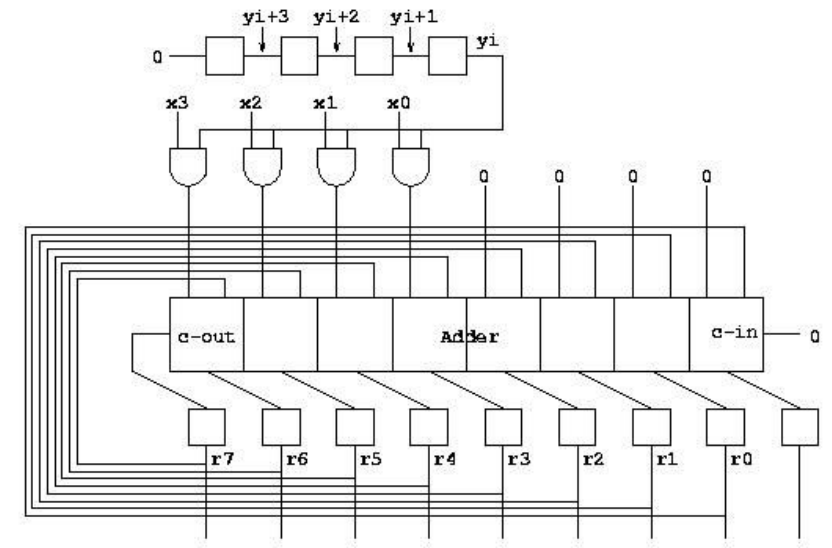 yi+3 yi+2 yi+1
0 yi
x3 x2 x1 x0
0 0 0 0
c-out Adder c-in 0
r7 r6 r5 r4 r3 r2 r1 r0